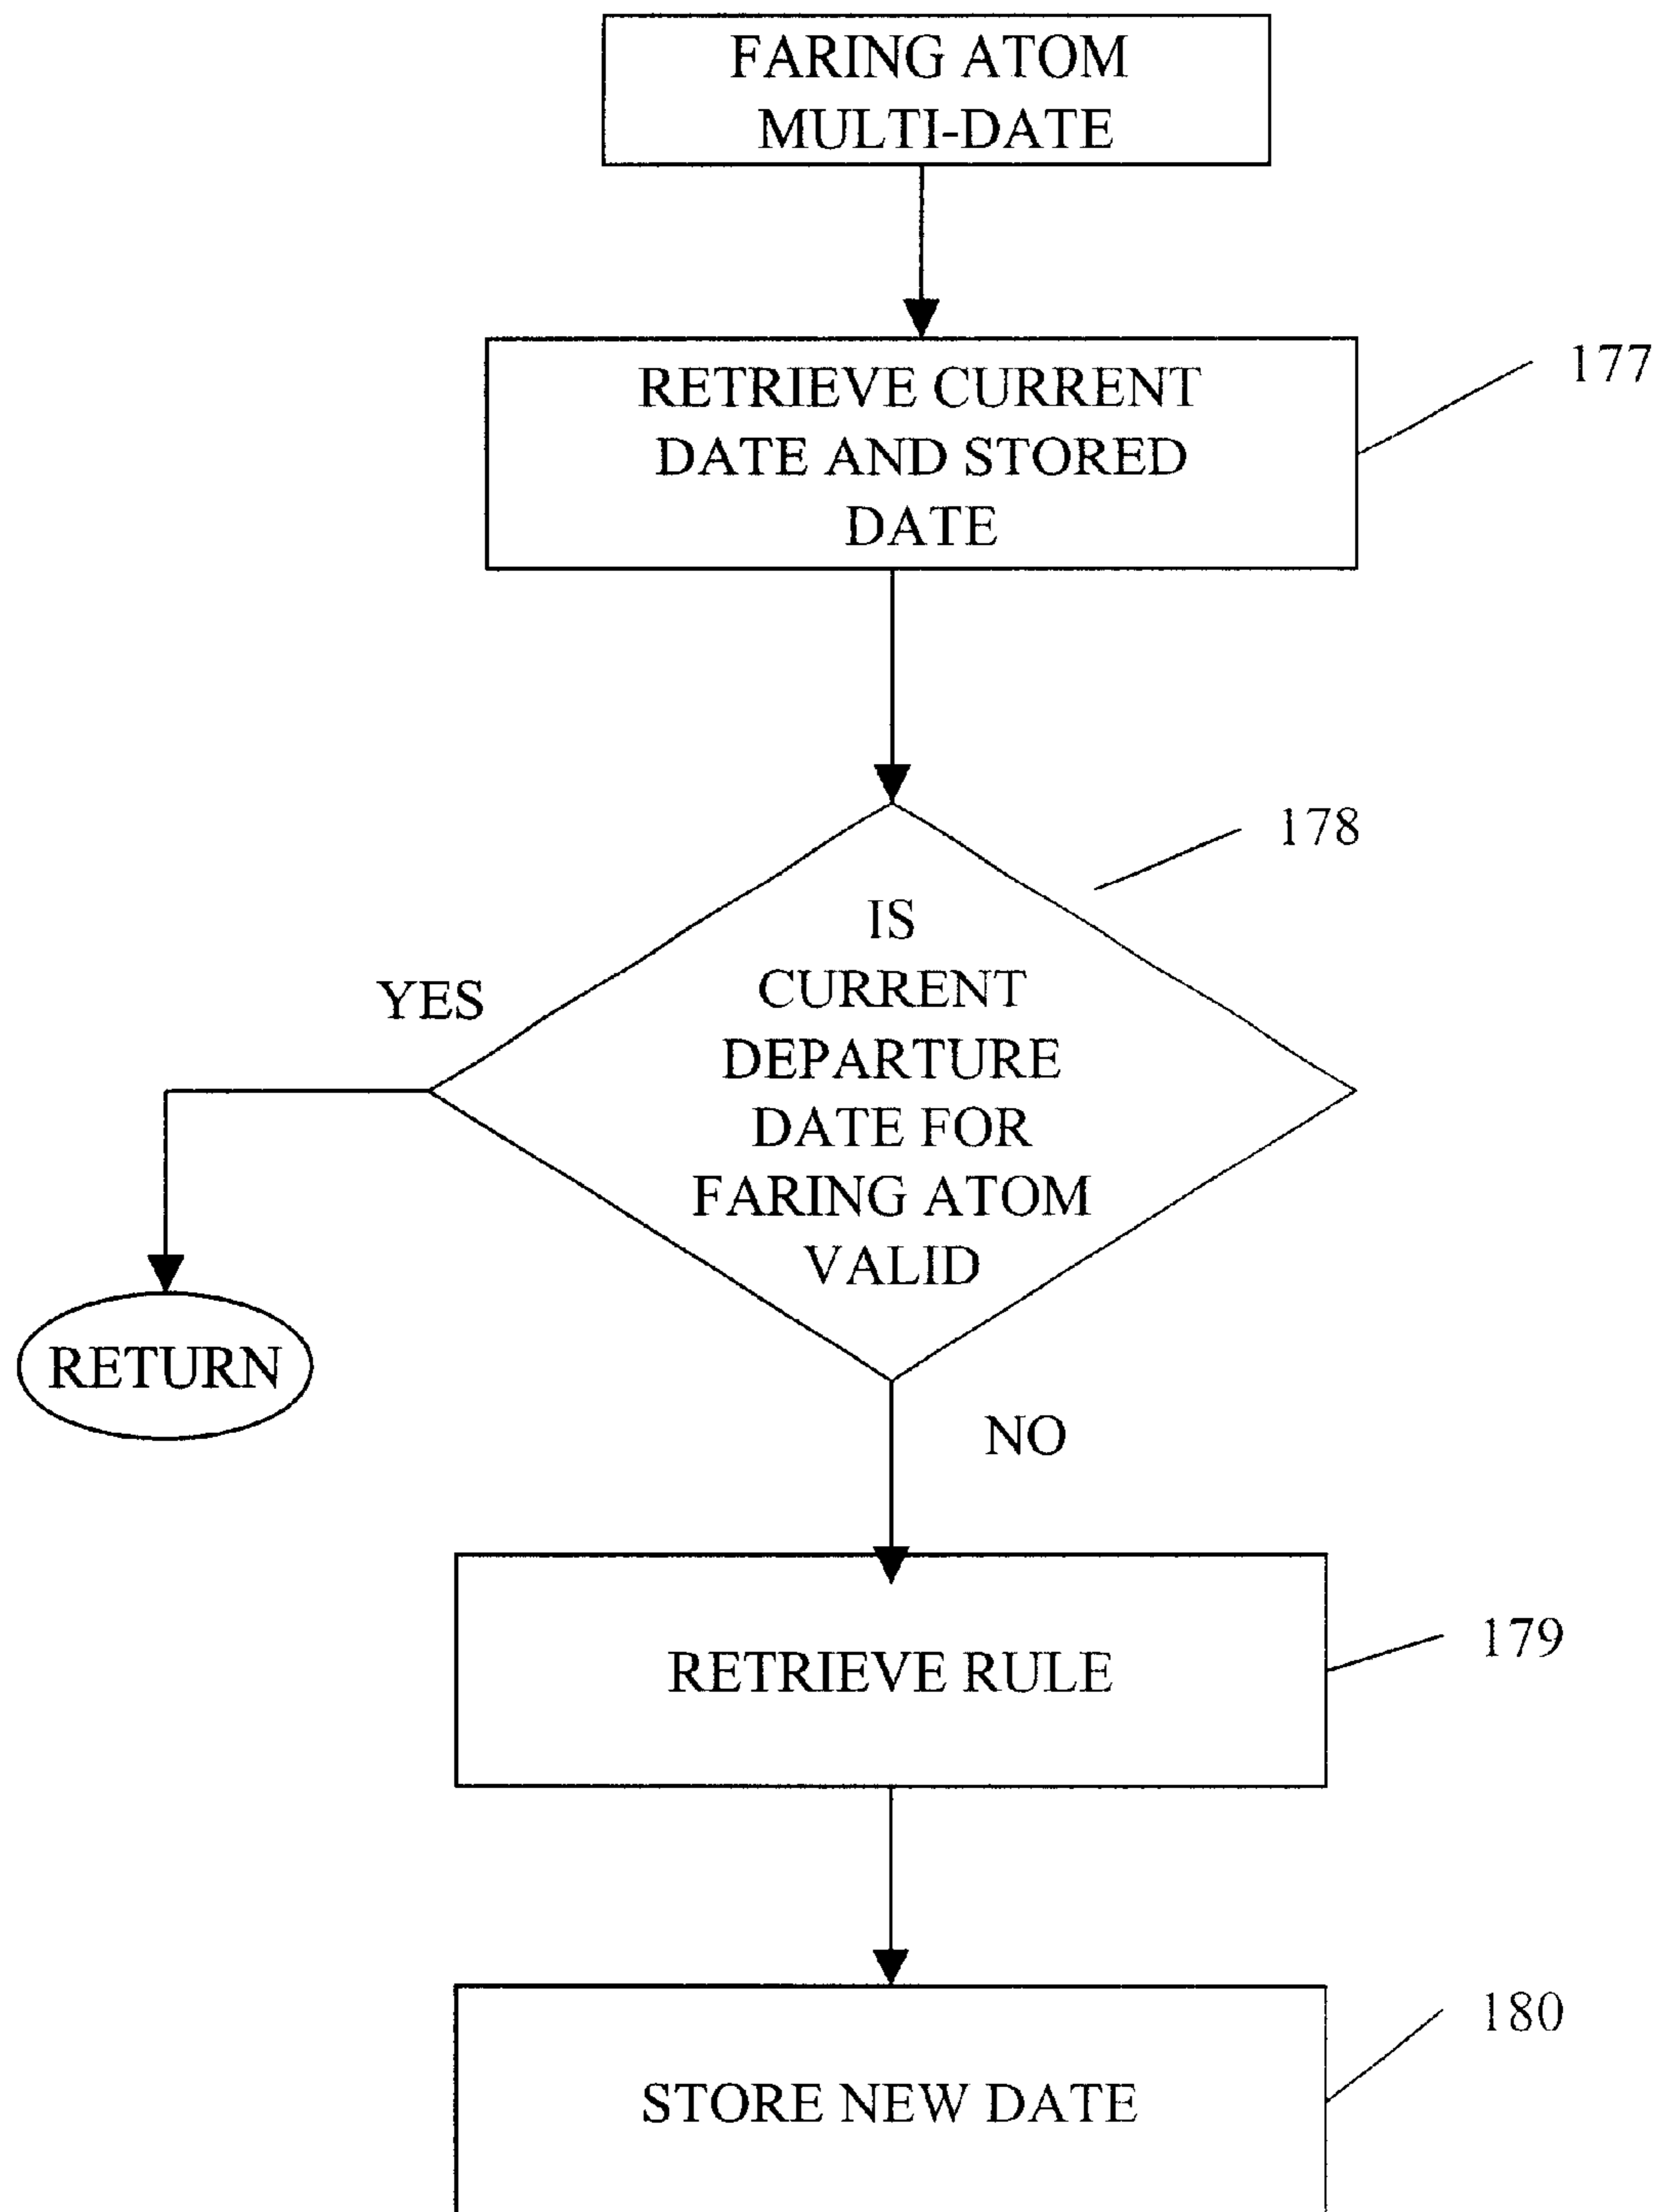 FARING ATOM
MULTI-DATE
RETRIEVE CURRENT
DATE AND STORED
DATE
177
178
IS
CURRENT
DEPARTURE
DATE FOR
FARING ATOM
VALID
YES
RETURN
NO
RETRIEVE RULE
179
STORE NEW DATE
180